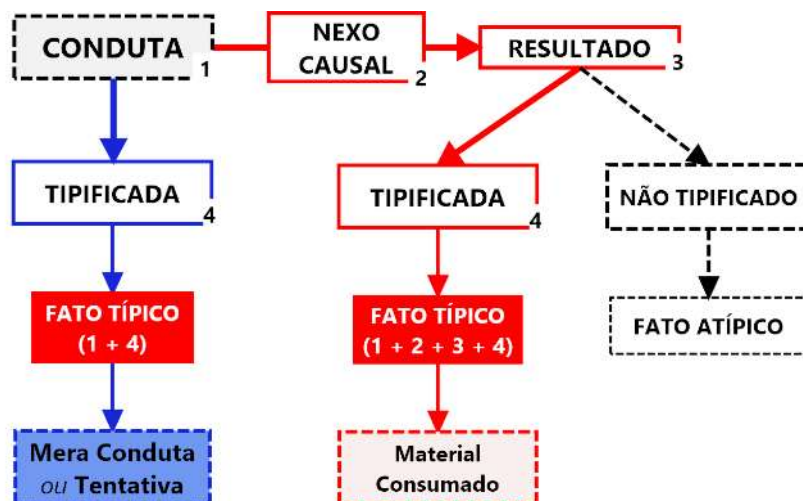 CONDUTA
1
NEXO
CAUSAL
2
RESULTADO
3
TIPIFICADA
4
TIPIFICADA
4
NÃO TIPIFICADO
FATO TÍPICO
(1 + 4)
FATO TÍPICO
(1 + 2 + 3 + 4)
FATO ATÍPICO
Mera Conduta
ou Tentativa
Material
Consumado